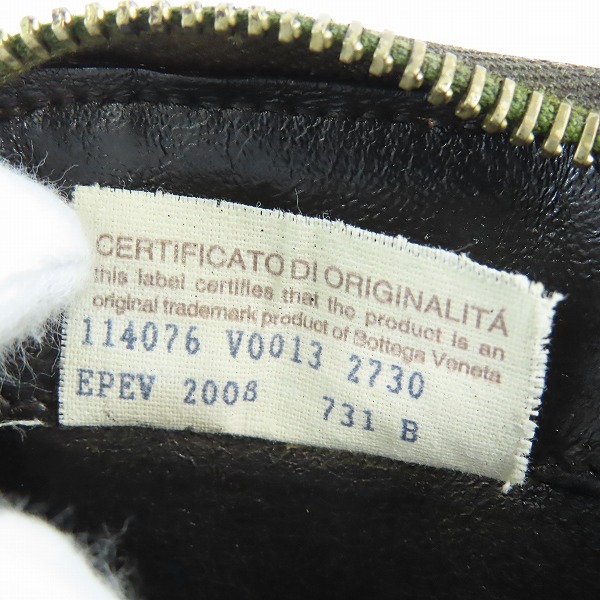 CERTIFICATO DI ORIGINALITÁ
this label certifies that the product is an
original trademark product of Bottega Veneta
114076 V0013 2730
EPEV 2008 731 B